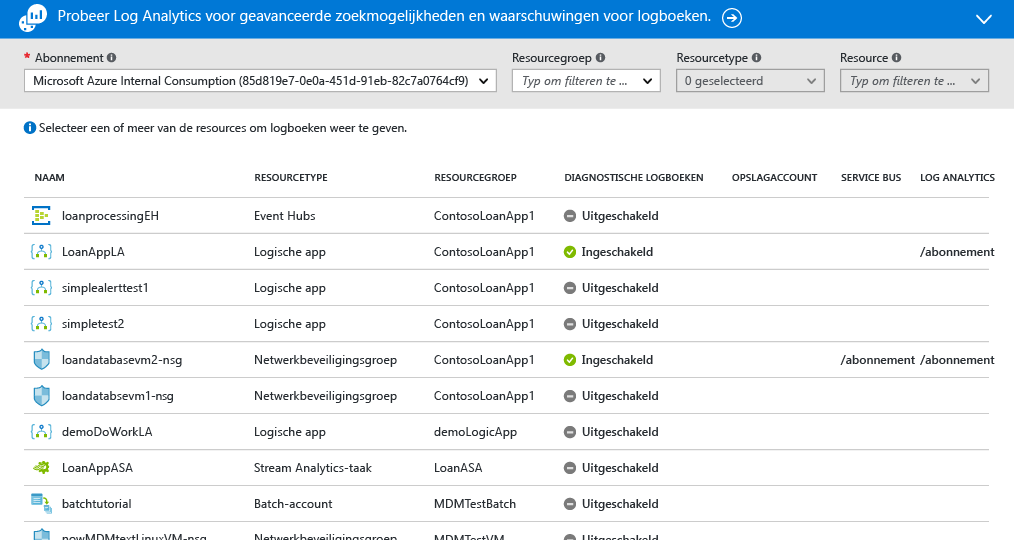 Probeer Log Analytics voor geavanceerde zoekmogelijkheden en waarschuwingen voor logboeken.
* Abonnement Resourcegroep Resourcetype Resource
Microsoft Azure Internal Consumption (85d819e7-0e0a-451d-91eb-82c7a0764cf9) Typ om filteren te ... 0 geselecteerd Typ om filteren te ...
Selecteer een of meer van de resources om logboeken weer te geven.
NAAM RESOURCETYPE RESOURCEGROEP DIAGNOSTISCHE LOGBOEKEN OPSLAGACCOUNT SERVICE BUS LOG ANALYTICS
loanprocessingEH Event Hubs ContosoLoanApp1 Uitgeschakeld
LoanAppLA Logische app ContosoLoanApp1 Ingeschakeld /abonnement
simplealerttest1 Logische app ContosoLoanApp1 Uitgeschakeld
simpletest2 Logische app ContosoLoanApp1 Uitgeschakeld
loandatabasevm2-nsg Netwerkbeveiligingsgroep ContosoLoanApp1 Ingeschakeld /abonnement /abonnement
loandatabsevm1-nsg Netwerkbeveiligingsgroep ContosoLoanApp1 Uitgeschakeld
demoDoWorkLA Logische app demoLogicApp Uitgeschakeld
LoanAppASA Stream Analytics-taak LoanASA Uitgeschakeld
batchtutorial Batch-account MDMTestBatch Uitgeschakeld
nowMDMtextLinuxVM-nsg Netwerkbeveiligingsgroep MDMTestVM Uitgeschakeld